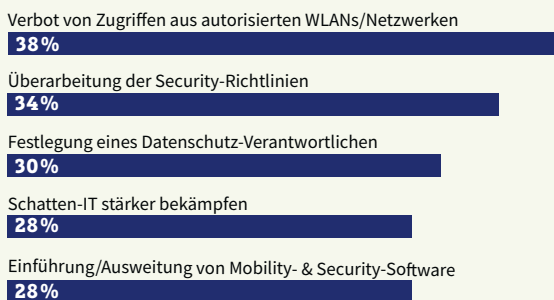 Verbot von Zugriffen aus autorisierten WLANs/Netzwerken
38%
Überarbeitung der Security-Richtlinien
34%
Festlegung eines Datenschutz-Verantwortlichen
30%
Schatten-IT stärker bekämpfen
28%
Einführung/Ausweitung von Mobility- & Security-Software
28%